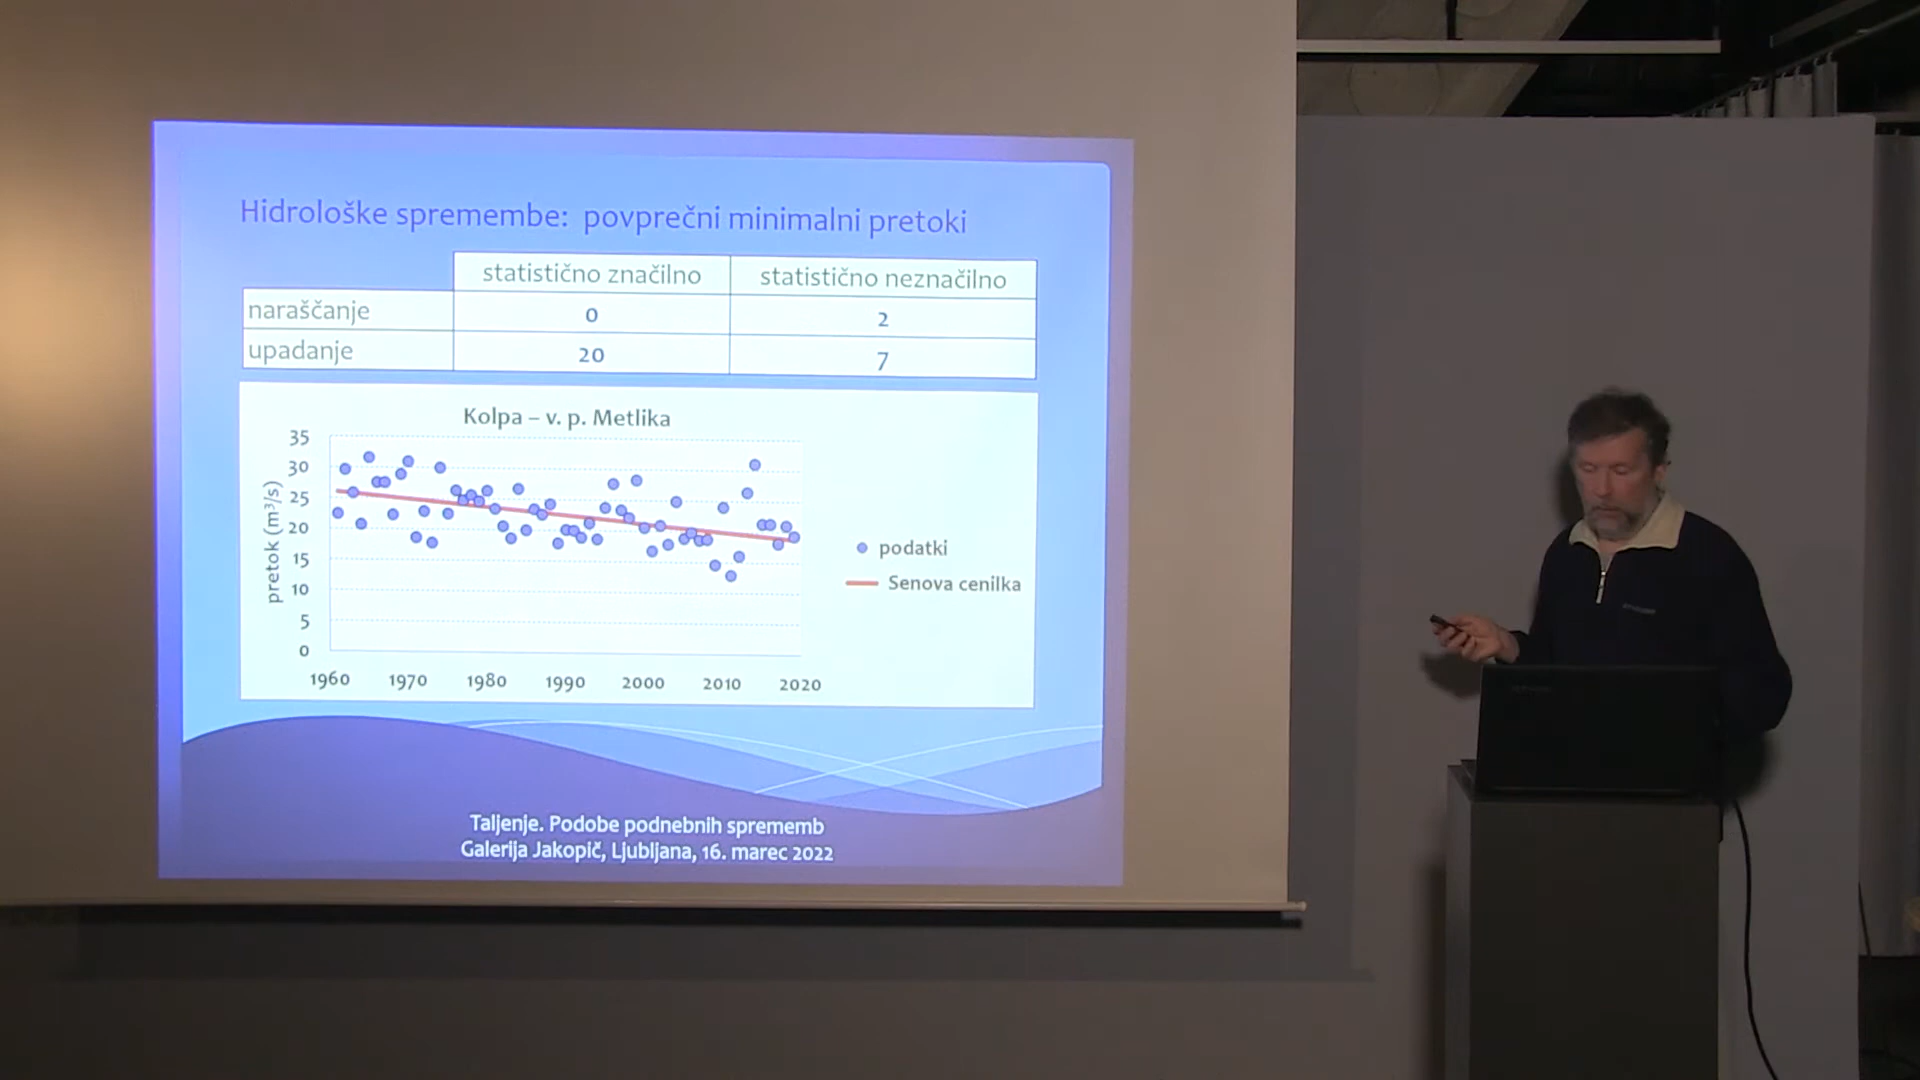 Hidrološke spremembe: povprečni minimalni pretoki
statistično značilno statistično neznačilno
naraščanje 0 2
upadanje 20 7
Kolpa – v. p. Metlika
pretok (m³/s)
35
30
25
20
15
10
5
0
1960 1970 1980 1990 2000 2010 2020
podatki
Senova cenilka
Taljenje. Podobe podnebnih sprememb
Galerija Jakopič, Ljubljana, 16. marec 2022